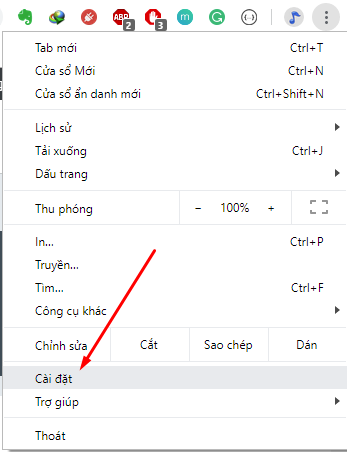 ABP
2
3
m
G
Tab mới Ctrl+T
Cửa sổ Mới Ctrl+N
Cửa sổ ẩn danh mới Ctrl+Shift+N
Lịch sử
Tải xuống Ctrl+J
Dấu trang
Thu phóng – 100% +
In... Ctrl+P
Truyền...
Tìm... Ctrl+F
Công cụ khác
Chỉnh sửa Cắt Sao chép Dán
Cài đặt
Trợ giúp
Thoát